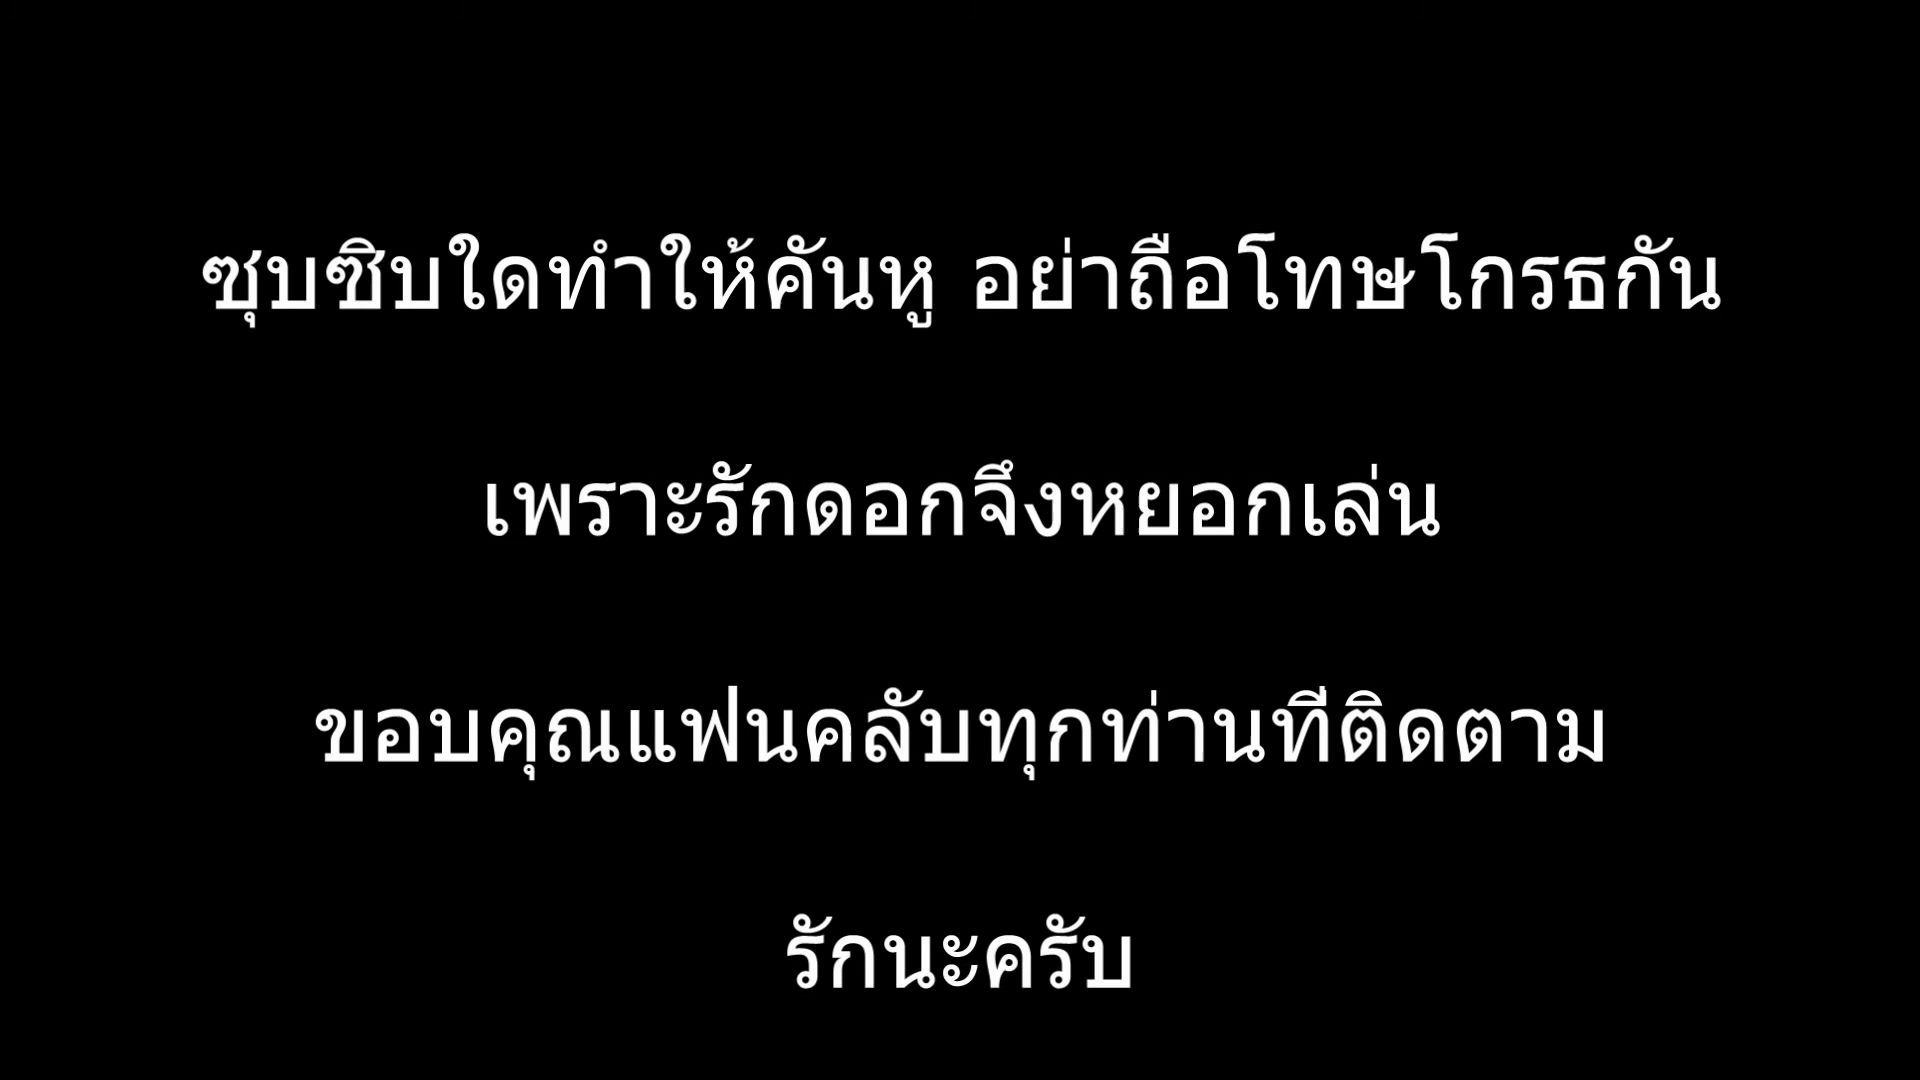 ซุบซิบใดทำให้คันหู อย่าถือโทษโกรธกัน
เพราะรักดอกจึงหยอกเล่น
ขอบคุณแฟนคลับทุกท่านที่ติดตาม
รักนะครับ